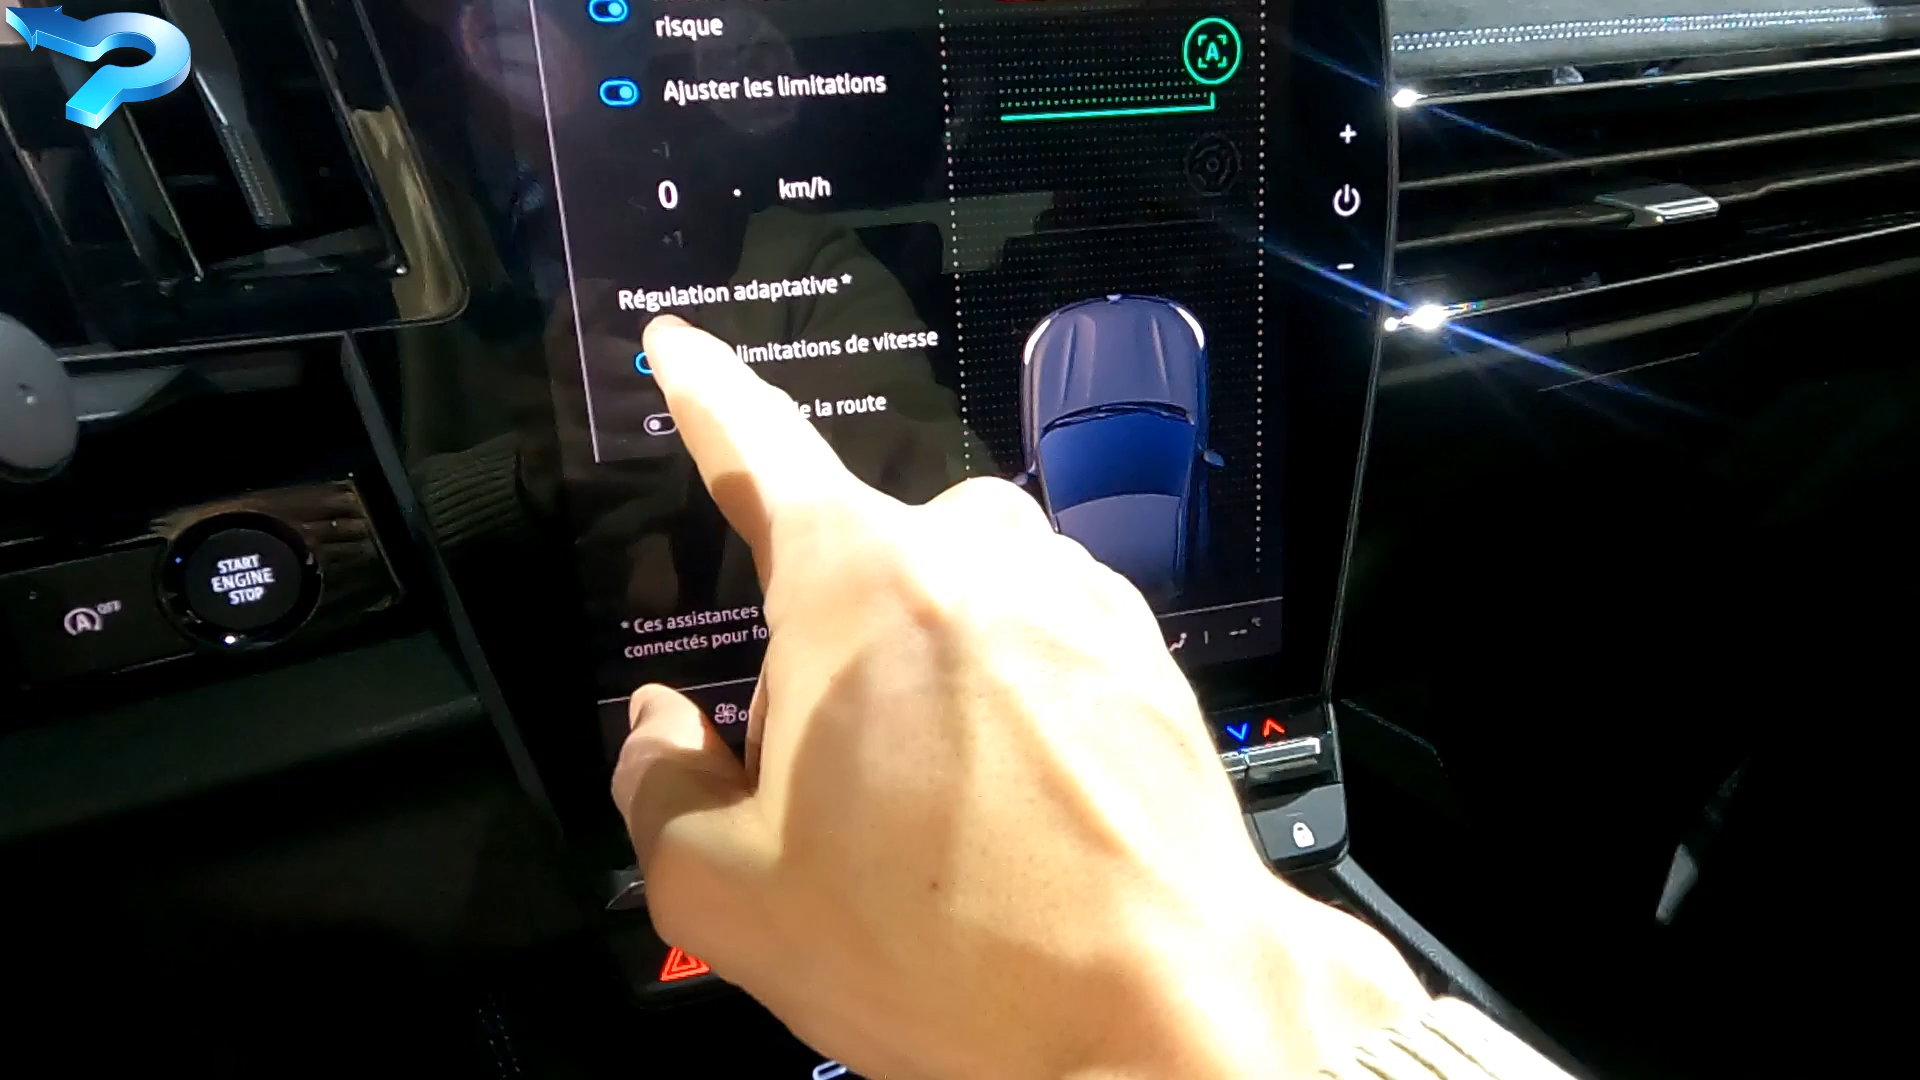 risque
Ajuster les limitations
-1
0 . km/h
+1
Régulation adaptative *
limitations de vitesse
de la route
* Ces assistances
connectés pour
START
ENGINE
STOP
A OFF
A